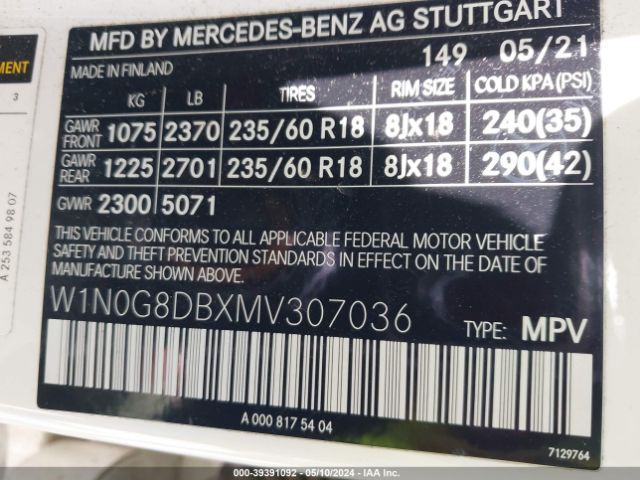 MFD BY MERCEDES-BENZ AG STUTTGART
MADE IN FINLAND 149 05/21
KG LB TIRES RIM SIZE COLD KPA (PSI)
GAWR FRONT 1075 2370 235/60 R18 8Jx18 240(35)
GAWR REAR 1225 2701 235/60 R18 8Jx18 290(42)
GVWR 2300 5071
THIS VEHICLE CONFORMS TO ALL APPLICABLE FEDERAL MOTOR VEHICLE
SAFETY AND THEFT PREVENTION STANDARDS IN EFFECT ON THE DATE OF
MANUFACTURE SHOWN ABOVE.
W1N0G8DBXMV307036
TYPE: MPV
A 000 817 54 04
7129764
MENT
3
A 253 584 98 07
000-39391092 - 05/10/2024 - IAA Inc.